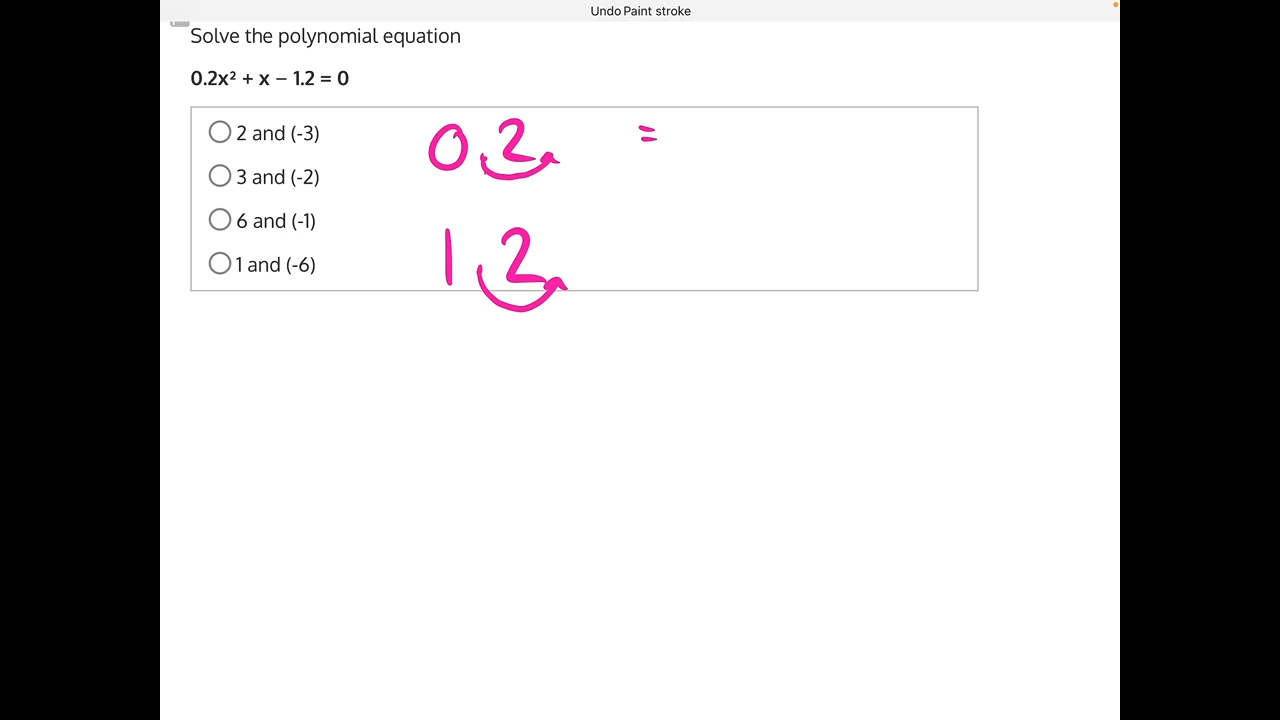 Undo Paint stroke
Solve the polynomial equation
0.2x² + x – 1.2 = 0
2 and (-3)
3 and (-2)
6 and (-1)
1 and (-6)
0.2 =
1.2